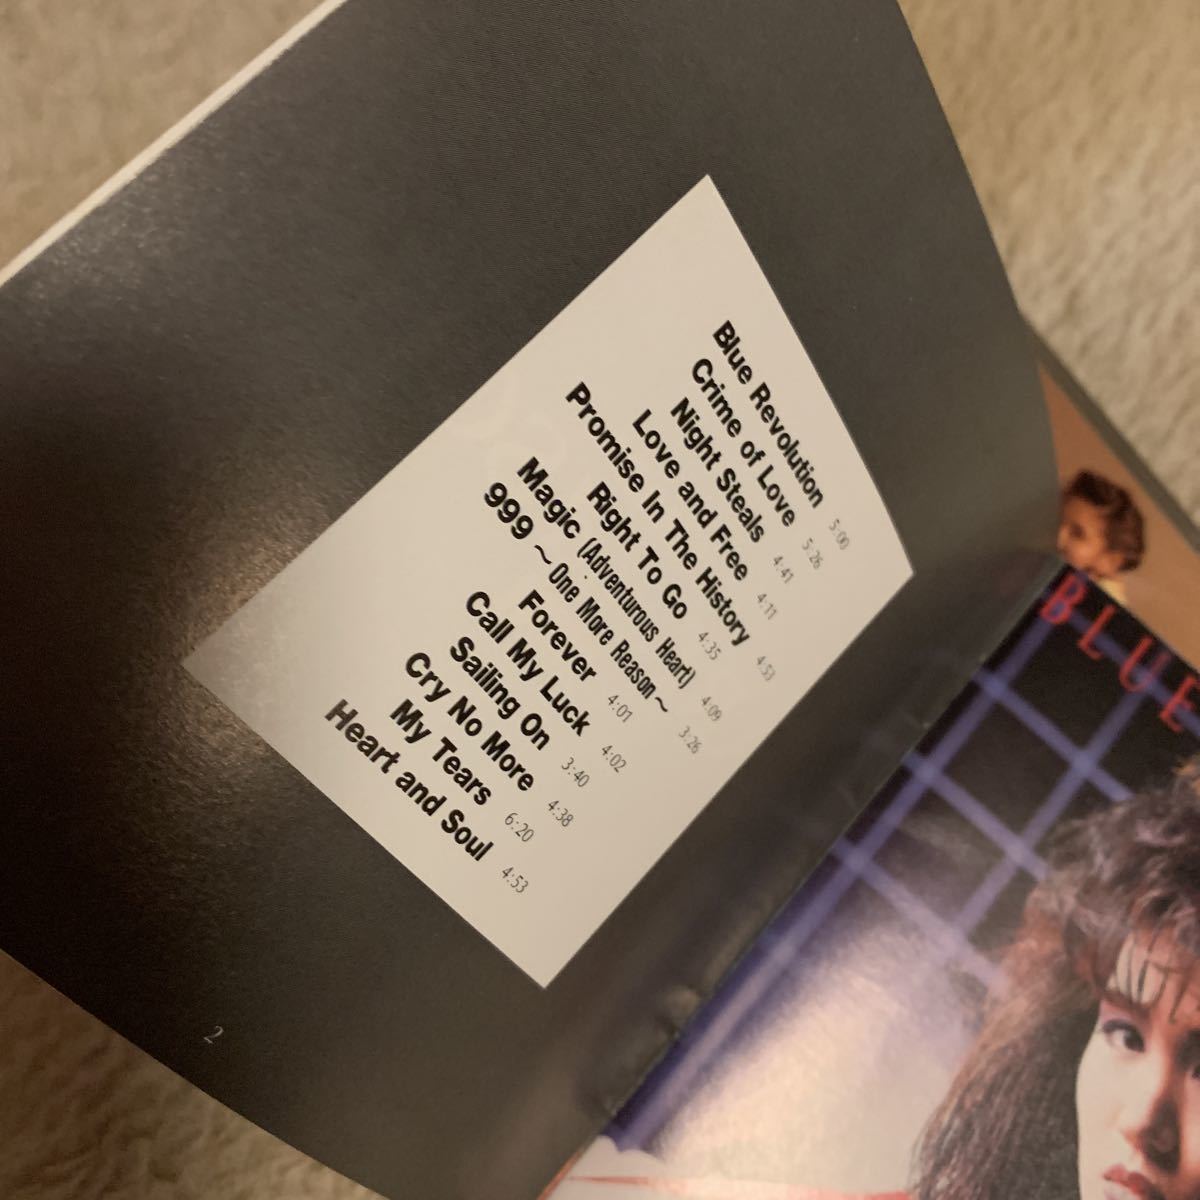 Blue Revolution 5:00
Crime of Love 5:26
Night Steals 4:41
Love and Free 4:11
Promise In The History 4:53
Right To Go 4:35
Magic (Adventurous Heart) 4:09
999 ～One More Reason～ 3:26
Forever 4:01
Call My Luck 4:02
Sailing On 3:40
Cry No More 4:38
My Tears 6:20
Heart and Soul 4:53
2
BLUE